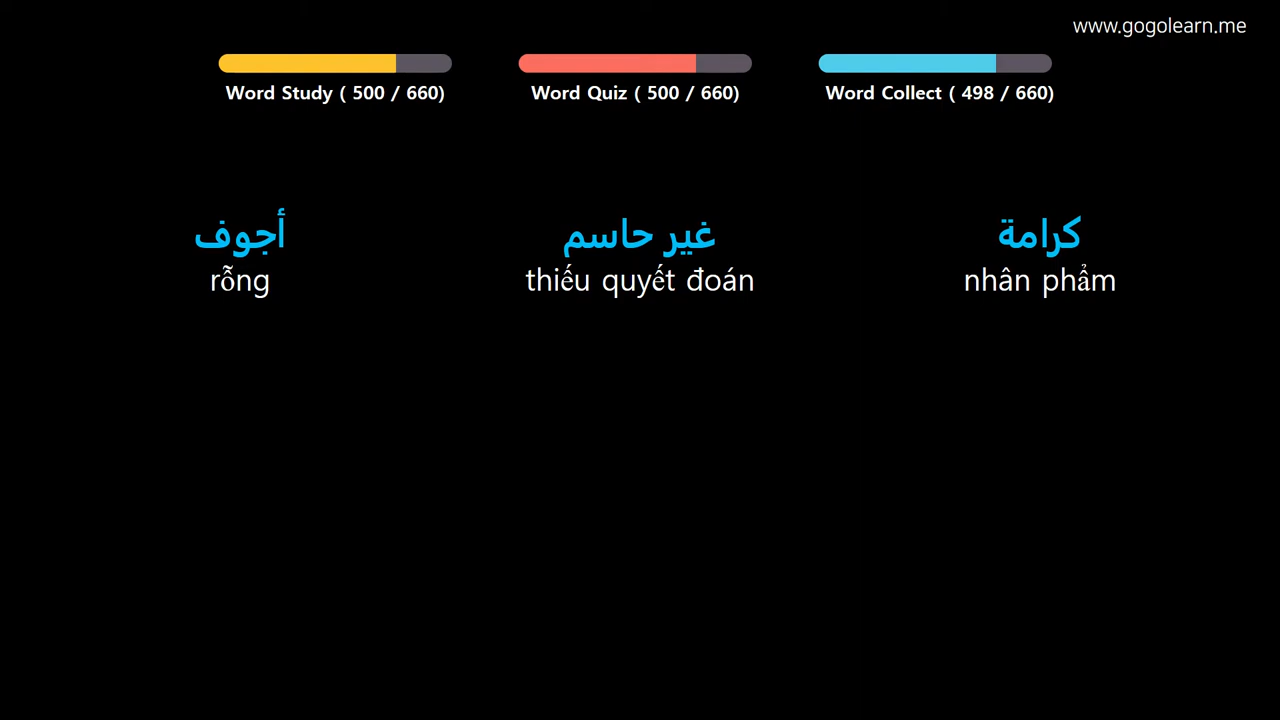 www.gogolearn.me
Word Study ( 500 / 660)
Word Quiz ( 500 / 660)
Word Collect ( 498 / 660)
أجوف
rỗng
غير حاسم
thiếu quyết đoán
كرامة
nhân phẩm